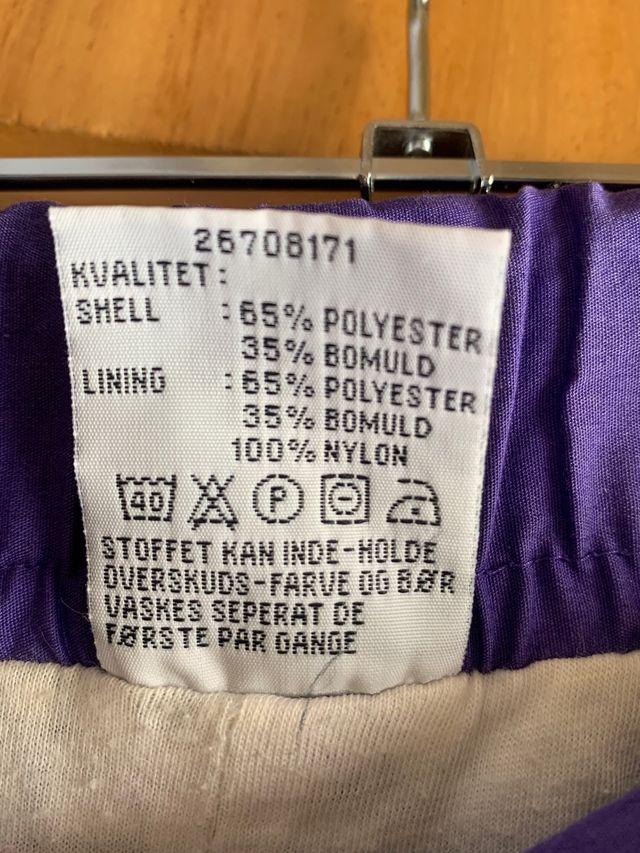 26708171
KVALITET:
SHELL : 65% POLYESTER
35% BOMULD
LINING : 65% POLYESTER
35% BOMULD
100% NYLON
40 P
STOFFET KAN INDE-HOLDE
OVERSKUDS-FARVE OG BØR
VASKES SEPERAT DE
FØRSTE PAR GANGE